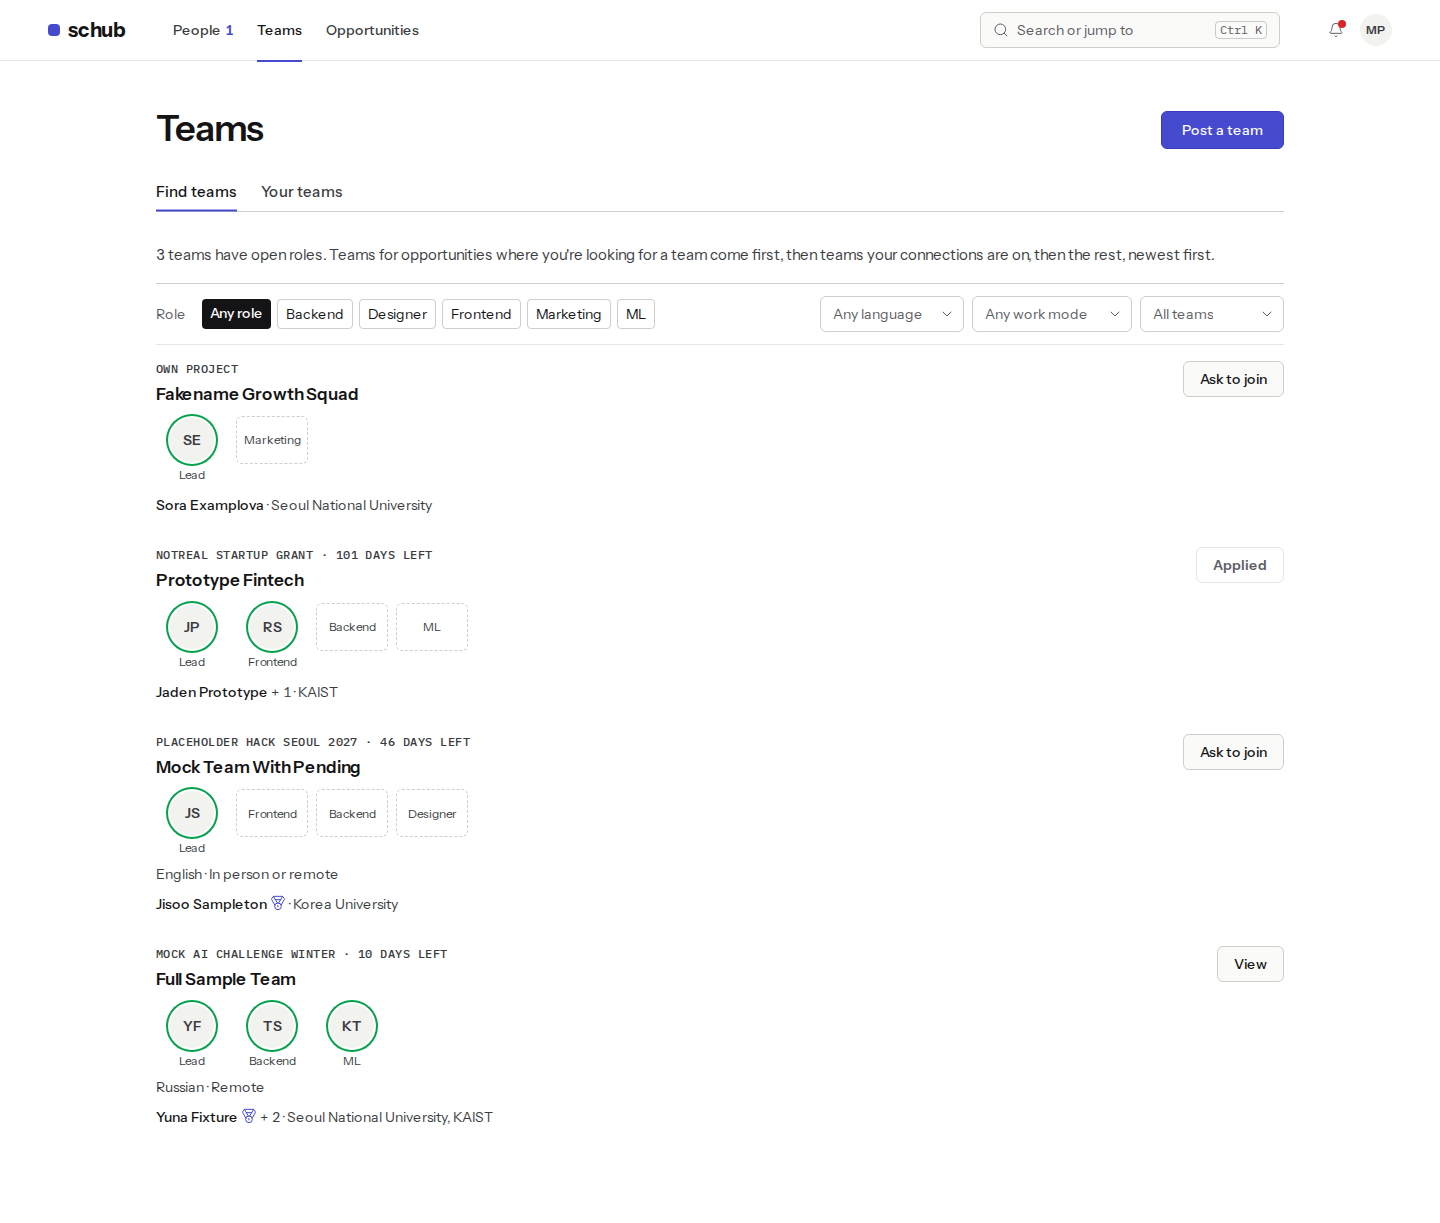 schub People 1 Teams Opportunities Search or jump to Ctrl K MP
Teams Post a team
Find teams Your teams
3 teams have open roles. Teams for opportunities where you're looking for a team come first, then teams your connections are on, then the rest, newest first.
Role Any role Backend Designer Frontend Marketing ML Any language Any work mode All teams
OWN PROJECT
Fakename Growth Squad Ask to join
SE Marketing
Lead
Sora Examplova · Seoul National University
NOTREAL STARTUP GRANT · 101 DAYS LEFT
Prototype Fintech Applied
JP RS Backend ML
Lead Frontend
Jaden Prototype + 1 · KAIST
PLACEHOLDER HACK SEOUL 2027 · 46 DAYS LEFT
Mock Team With Pending Ask to join
JS Frontend Backend Designer
Lead
English · In person or remote
Jisoo Sampleton · Korea University
MOCK AI CHALLENGE WINTER · 10 DAYS LEFT
Full Sample Team View
YF TS KT
Lead Backend ML
Russian · Remote
Yuna Fixture + 2 · Seoul National University, KAIST